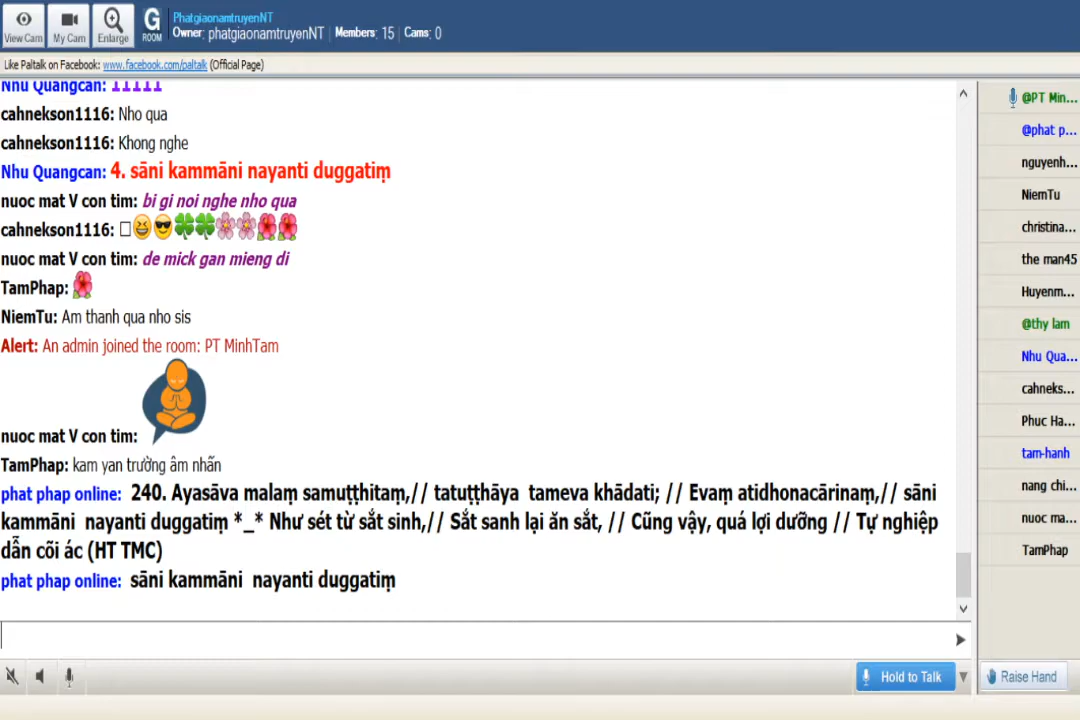 PhatgiaonamtruyenNT
Owner: phatgiaonamtruyenNT | Members: 15 | Cams: 0
View Cam
My Cam
Enlarge
G
ROOM
Like Paltalk on Facebook: www.facebook.com/paltalk (Official Page)
Nhu Quangcan: 11111
cahnekson1116: Nho qua
cahnekson1116: Khong nghe
Nhu Quangcan: 4. sāni kammāni nayanti duggatiṃ
nuoc mat V con tim: bi gi noi nghe nho qua
cahnekson1116:
nuoc mat V con tim: de mick gan mieng di
TamPhap:
NiemTu: Am thanh qua nho sis
Alert: An admin joined the room: PT MinhTam
nuoc mat V con tim:
TamPhap: kam yan trường âm nhấn
phat phap online: 240. Ayasāva malaṃ samuṭṭhitaṃ,// tatuṭṭhāya tameva khādati; // Evaṃ atidhonacārinaṃ,// sāni
kammāni nayanti duggatiṃ *_* Như sét từ sắt sinh,// Sắt sanh lại ăn sắt, // Cũng vậy, quá lợi dưỡng // Tự nghiệp
dẫn cõi ác (HT TMC)
phat phap online: sāni kammāni nayanti duggatiṃ
Hold to Talk
@PT Min...
@phat p...
nguyenh...
NiemTu
christina...
the man45
Huyenm...
@thy lam
Nhu Qua...
cahneks...
Phuc Ha...
tam-hanh
nang chi...
nuoc ma...
TamPhap
Raise Hand